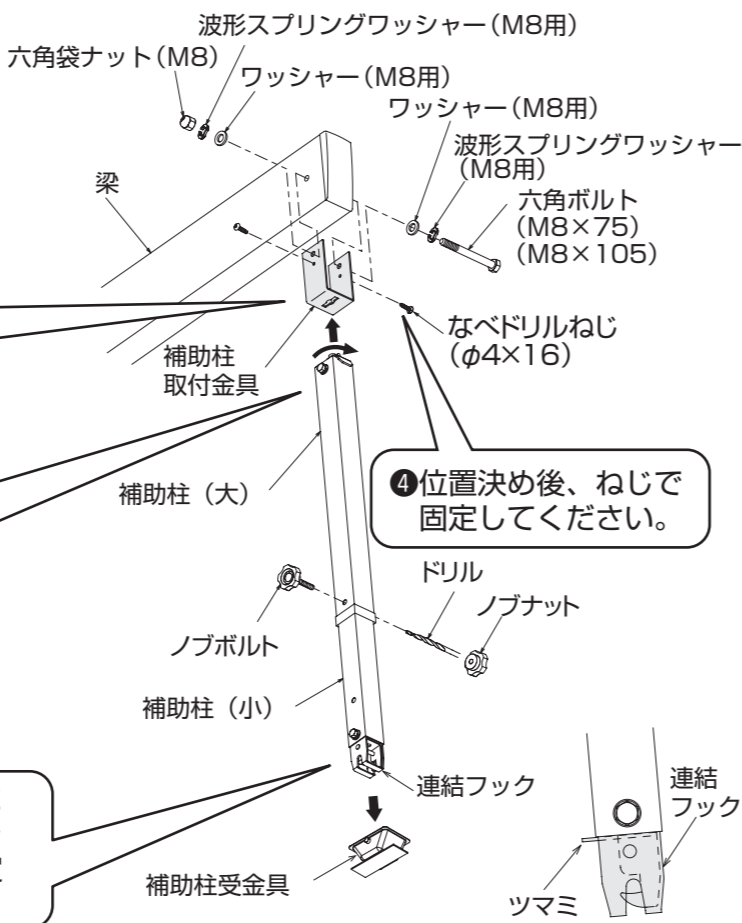 波形スプリングワッシャー(M8用)
六角袋ナット(M8)
ワッシャー(M8用)
ワッシャー(M8用)
波形スプリングワッシャー
(M8用)
梁
六角ボルト
(M8×75)
(M8×105)
なべドリルねじ
(φ4×16)
補助柱
取付金具
補助柱(大)
❹位置決め後、ねじで
固定してください。
ドリル
ノブナット
ノブボルト
補助柱(小)
連結フック
連結
フック
補助柱受金具
ツマミ